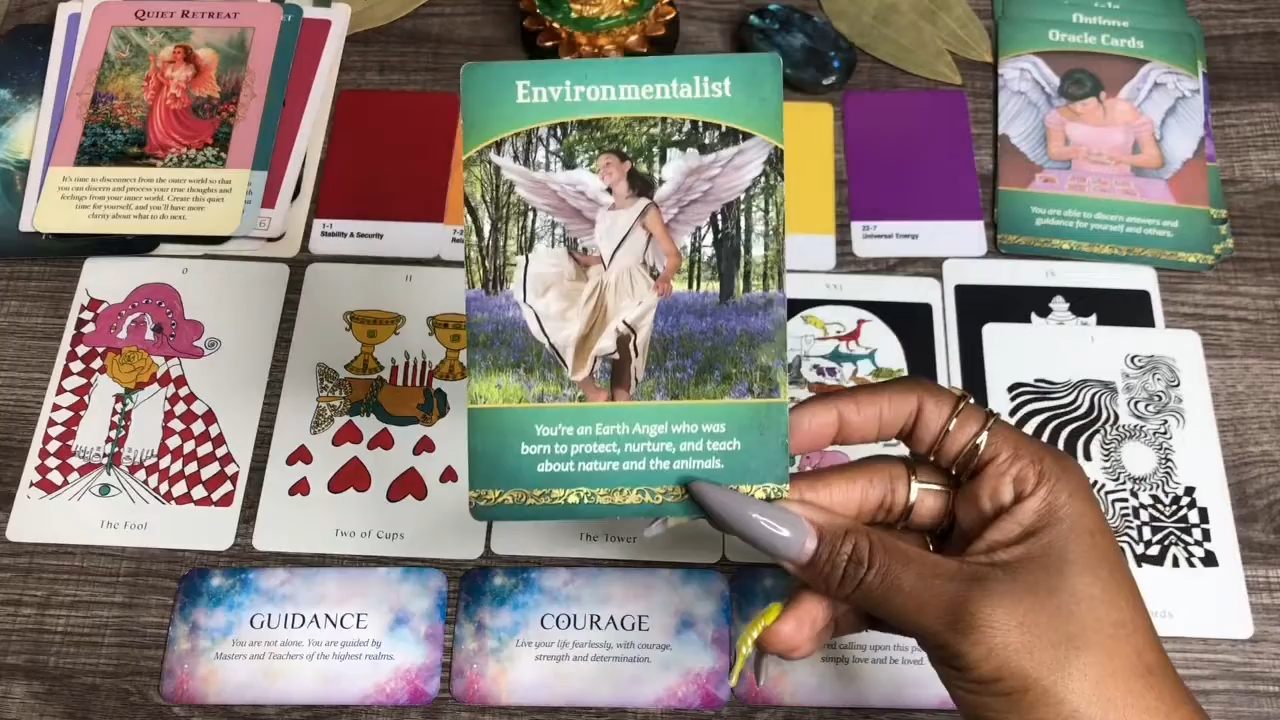 QUIET RETREAT
It's time to disconnect from the outer world so that
you can discern and process your true thoughts and
feelings from your inner world. Create this quiet
time for yourself, and you'll have more
clarity about what to do next.
6
1-1
Stability & Security
Environmentalist
You're an Earth Angel who was
born to protect, nurture, and teach
about nature and the animals.
22-7
Universal Energy
Options
Oracle Cards
You are able to discern answers and
guidance for yourself and others.
0
The Fool
II
Two of Cups
The Tower
XXI
I
GUIDANCE
You are not alone. You are guided by
Masters and Teachers of the highest realms.
COURAGE
Live your life fearlessly, with courage,
strength and determination.
calling upon this
simply love and be loved.